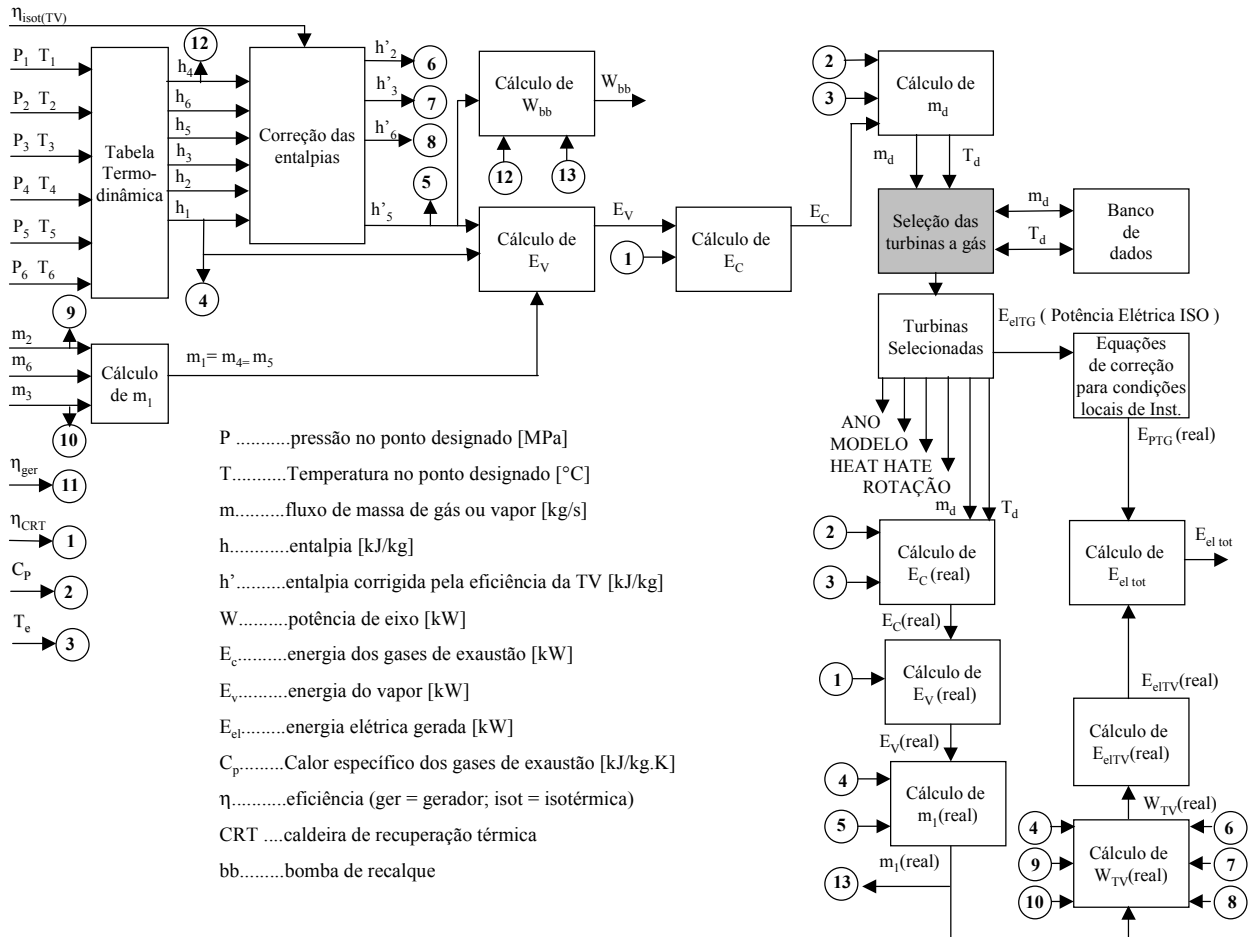 η_isot(TV)
P₁ T₁
P₂ T₂
P₃ T₃
P₄ T₄
P₅ T₅
P₆ T₆
Tabela
Termo-
dinâmica
h₄
h₆
h₅
h₃
h₂
h₁
12
4
Correção das
entalpias
h'₂
h'₃
h'₆
h'₅
6
7
8
5
Cálculo de
W_bb
W_bb
12
13
Cálculo de
E_V
E_V
1
Cálculo de
E_C
E_C
2
3
Cálculo de
m_d
m_d
T_d
Seleção das
turbinas a gás
m_d
T_d
Banco
de
dados
Turbinas
Selecionadas
E_elTG ( Potência Elétrica ISO )
Equações
de correção
para condições
locais de Inst.
E_PTG (real)
ANO
MODELO
HEAT HATE
ROTAÇÃO
m_d
T_d
9
m₂
m₆
m₃
10
Cálculo
de m₁
m₁= m₄= m₅
η_ger
11
η_CRT
1
C_P
2
T_e
3
P ..........pressão no ponto designado [MPa]
T...........Temperatura no ponto designado [°C]
m..........fluxo de massa de gás ou vapor [kg/s]
h............entalpia [kJ/kg]
h'...........entalpia corrigida pela eficiência da TV [kJ/kg]
W..........potência de eixo [kW]
E_c..........energia dos gases de exaustão [kW]
E_v..........energia do vapor [kW]
E_el.........energia elétrica gerada [kW]
C_p.........Calor específico dos gases de exaustão [kJ/kg.K]
η...........eficiência (ger = gerador; isot = isotérmica)
CRT ....caldeira de recuperação térmica
bb.........bomba de recalque
2
3
Cálculo de
E_C (real)
E_C(real)
1
Cálculo de
E_V (real)
E_V(real)
4
5
Cálculo de
m₁(real)
m₁(real)
13
Cálculo de
E_el tot
E_el tot
E_elTV(real)
Cálculo de
E_elTV(real)
W_TV(real)
4
9
10
Cálculo de
W_TV(real)
6
7
8